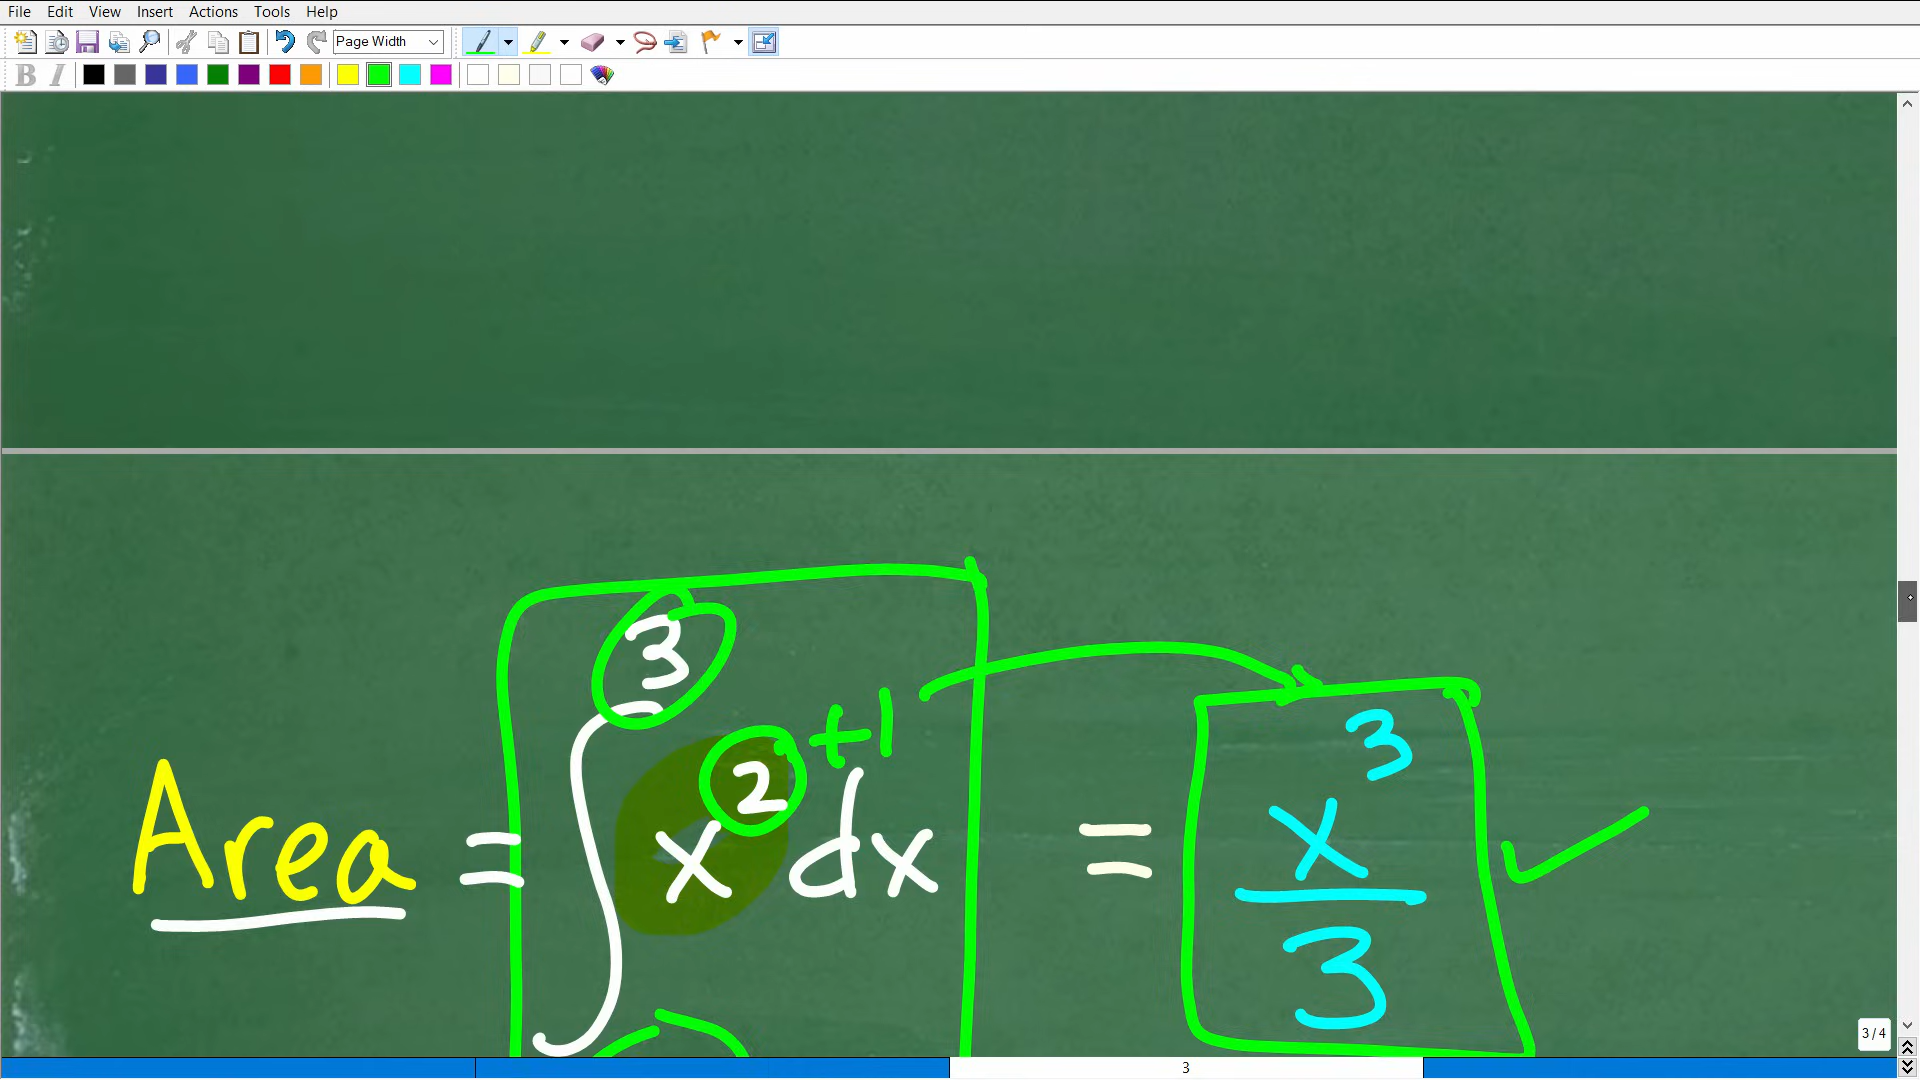 File Edit View Insert Actions Tools Help
Page Width
B I
3
2 +1
Area = ∫ x dx = x³/3
3 / 4
3